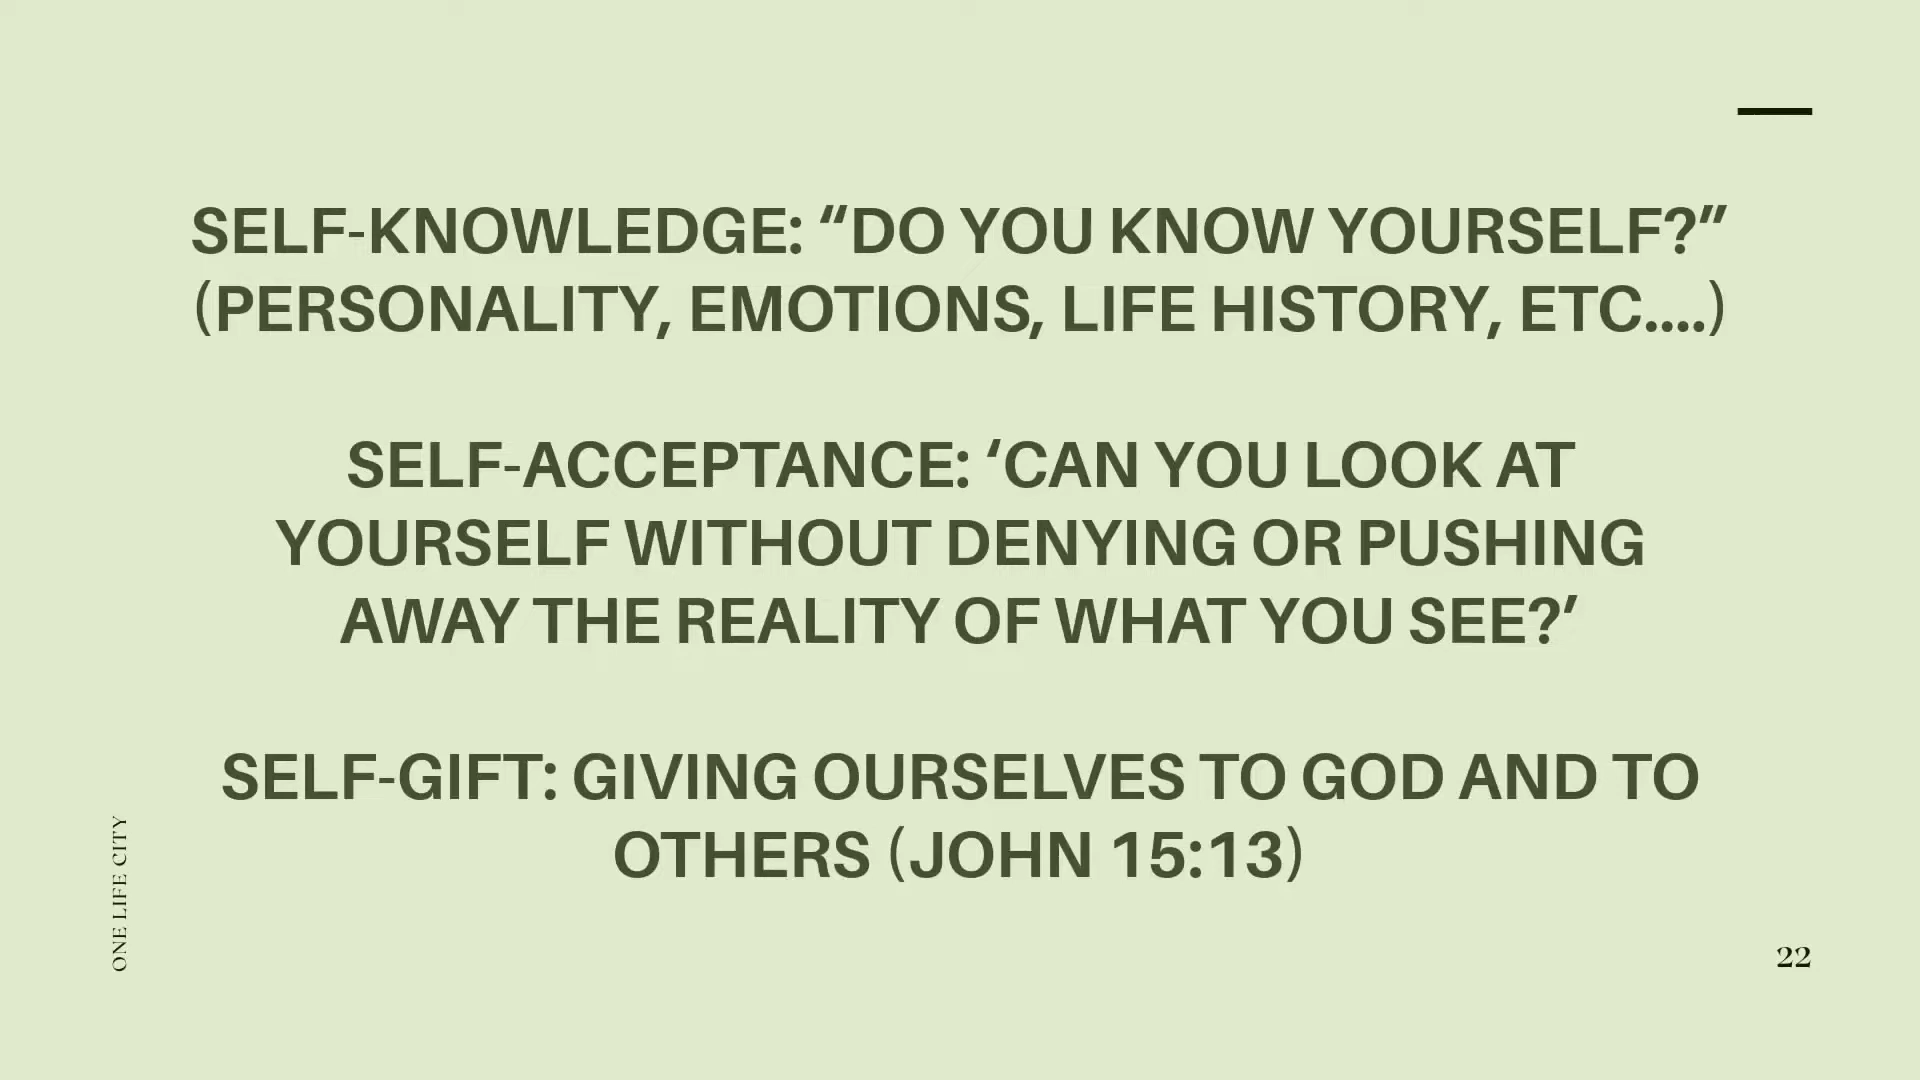 SELF-KNOWLEDGE: “DO YOU KNOW YOURSELF?”
(PERSONALITY, EMOTIONS, LIFE HISTORY, ETC....)
SELF-ACCEPTANCE: ‘CAN YOU LOOK AT
YOURSELF WITHOUT DENYING OR PUSHING
AWAY THE REALITY OF WHAT YOU SEE?’
SELF-GIFT: GIVING OURSELVES TO GOD AND TO
OTHERS (JOHN 15:13)
ONE LIFE CITY
22